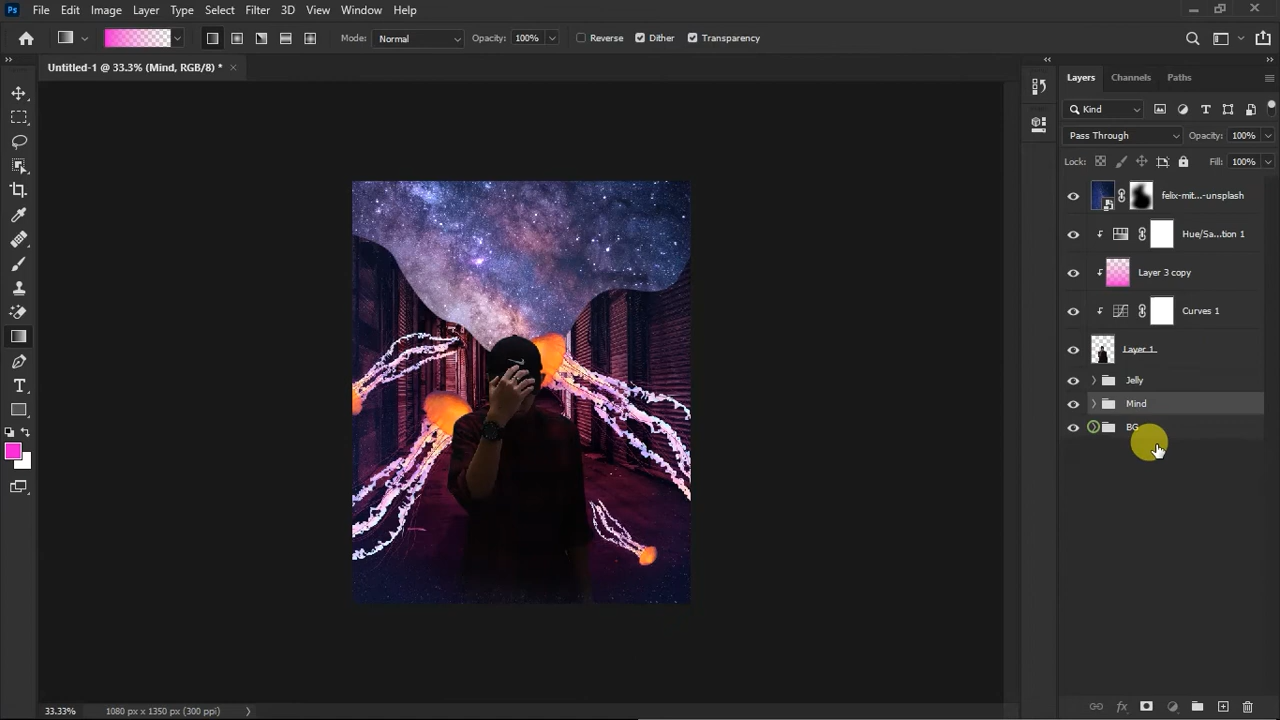 Ps File Edit Image Layer Type Select Filter 3D View Window Help
Mode: Normal Opacity: 100% Reverse Dither Transparency
Untitled-1 @ 33.3% (Mind, RGB/8) *
Layers Channels Paths
Kind
Pass Through Opacity: 100%
Lock: Fill: 100%
felix-mit...-unsplash
Hue/Sa...tion 1
Layer 3 copy
Curves 1
Layer 1
Jelly
Mind
BG
33.33% 1080 px x 1350 px (300 ppi)